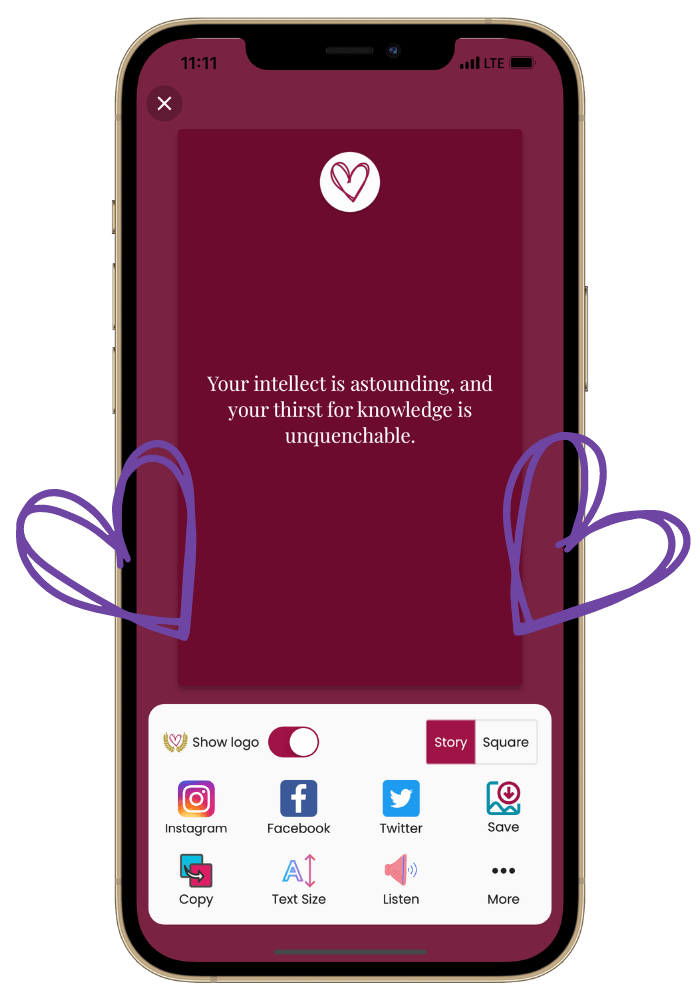 11:11 LTE
Your intellect is astounding, and
your thirst for knowledge is
unquenchable.
Show logo Story Square
Instagram Facebook Twitter Save
Copy Text Size Listen More